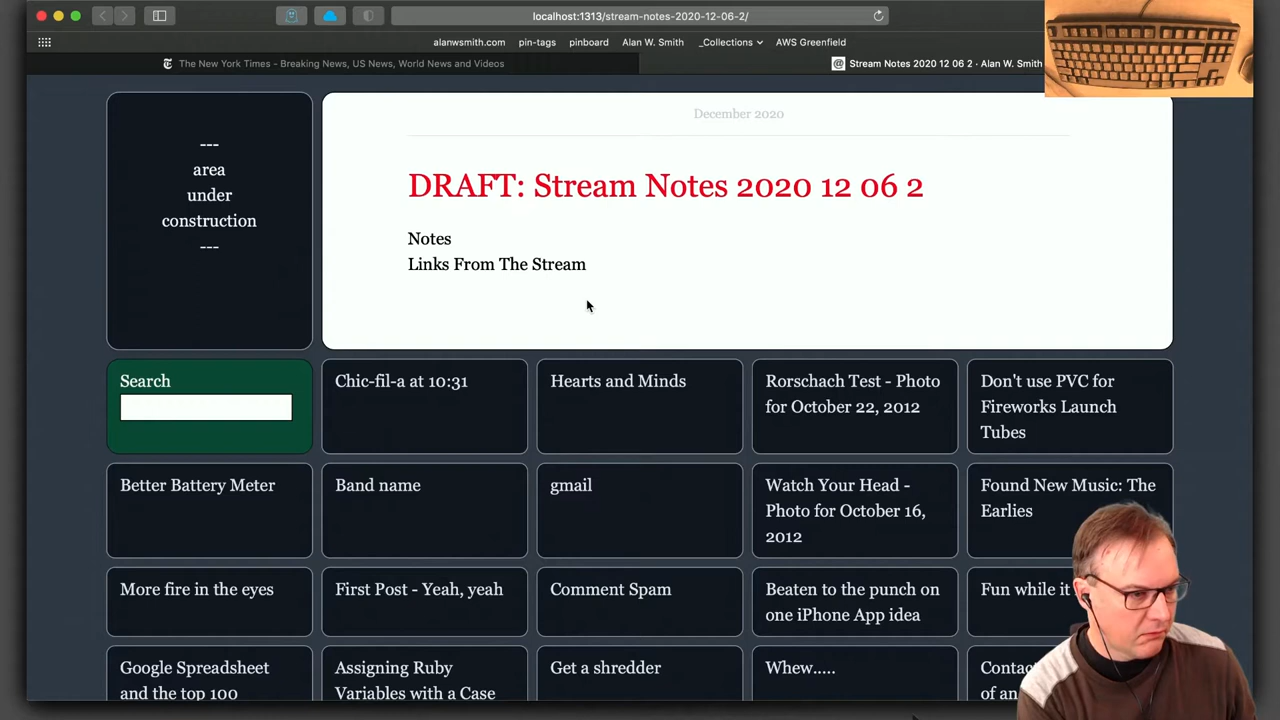 localhost:1313/stream-notes-2020-12-06-2/
alanwsmith.com pin-tags pinboard Alan W. Smith _Collections AWS Greenfield
The New York Times - Breaking News, US News, World News and Videos
Stream Notes 2020 12 06 2 · Alan W. Smith
---
area
under
construction
---
December 2020
DRAFT: Stream Notes 2020 12 06 2
Notes
Links From The Stream
Search
Chic-fil-a at 10:31
Hearts and Minds
Rorschach Test - Photo
for October 22, 2012
Don't use PVC for
Fireworks Launch
Tubes
Better Battery Meter
Band name
gmail
Watch Your Head -
Photo for October 16,
2012
Found New Music: The
Earlies
More fire in the eyes
First Post - Yeah, yeah
Comment Spam
Beaten to the punch on
one iPhone App idea
Fun while it
Google Spreadsheet
and the top 100
Assigning Ruby
Variables with a Case
Get a shredder
Whew.....
of an